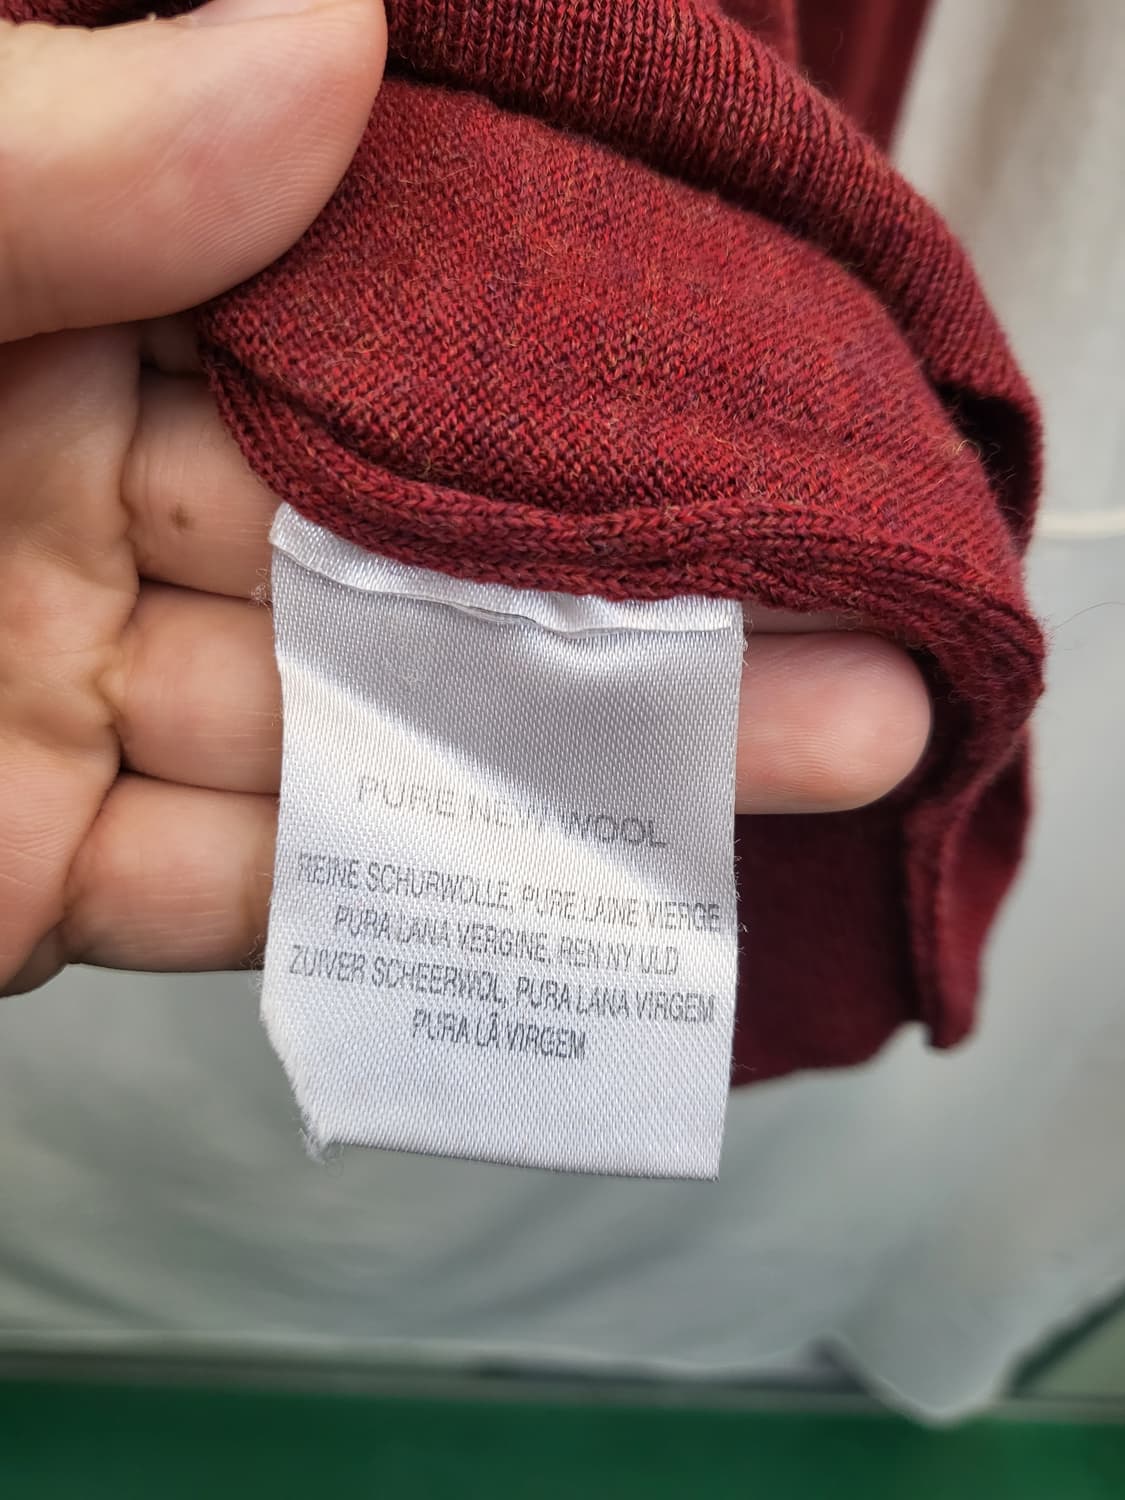 PURE NEW WOOL
REINE SCHURWOLLE, PURE LAINE VIERGE
PURA LANA VERGINE, REN NY ULD
ZUIVER SCHEERWOL, PURA LANA VIRGEM
PURA LÃ VIRGEM